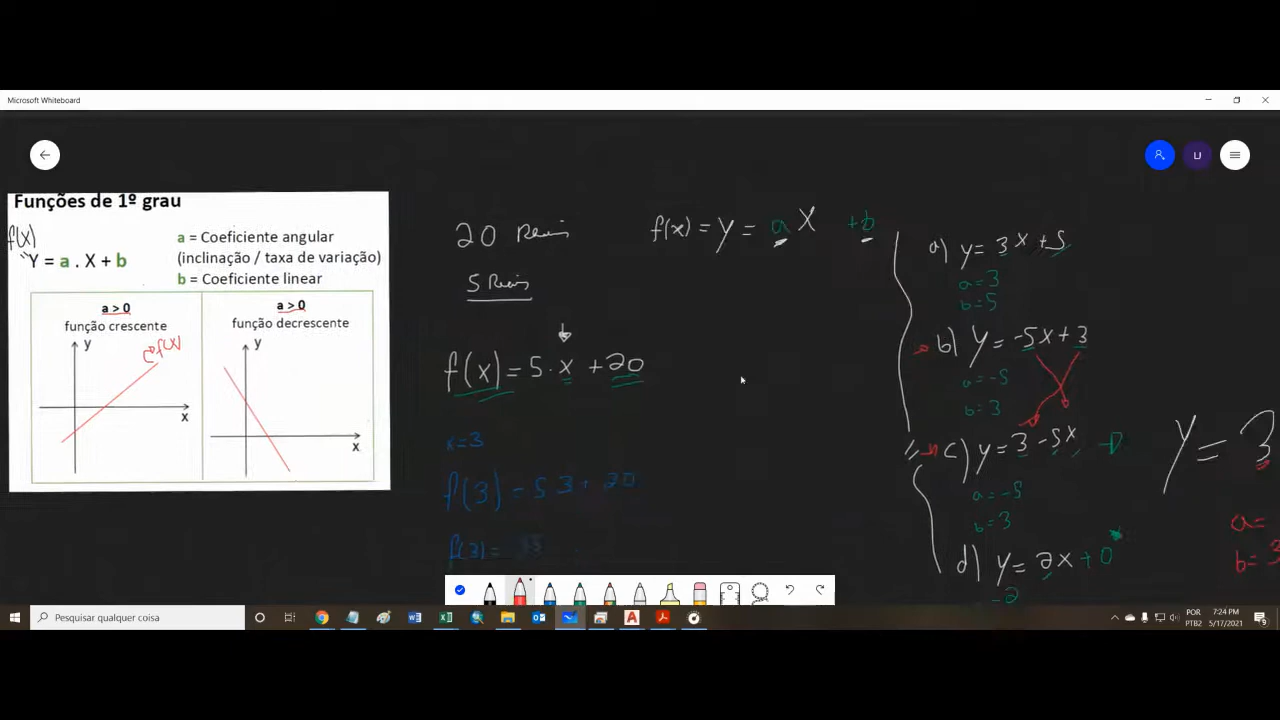 Microsoft Whiteboard
U
Funções de 1º grau
f(x)
Y = a . X + b
a = Coeficiente angular
(inclinação / taxa de variação)
b = Coeficiente linear
a > 0
função crescente
y
x
a > 0
função decrescente
y
x
20 Reais
5 Reais
f(x) = y = a X + b
f(x) = 5 · x + 20
x = 3
f(3) = 5 3 + 20
f(3) =
a) y = 3x + 5
a = 3
b = 5
b) y = -5x + 3
a = -5
b = 3
c) y = 3 - 5x
a = -5
b = 3
d) y = 2x + 0
y = 3
a =
b = 3
Pesquisar qualquer coisa
POR
PTB2
7:24 PM
5/17/2021